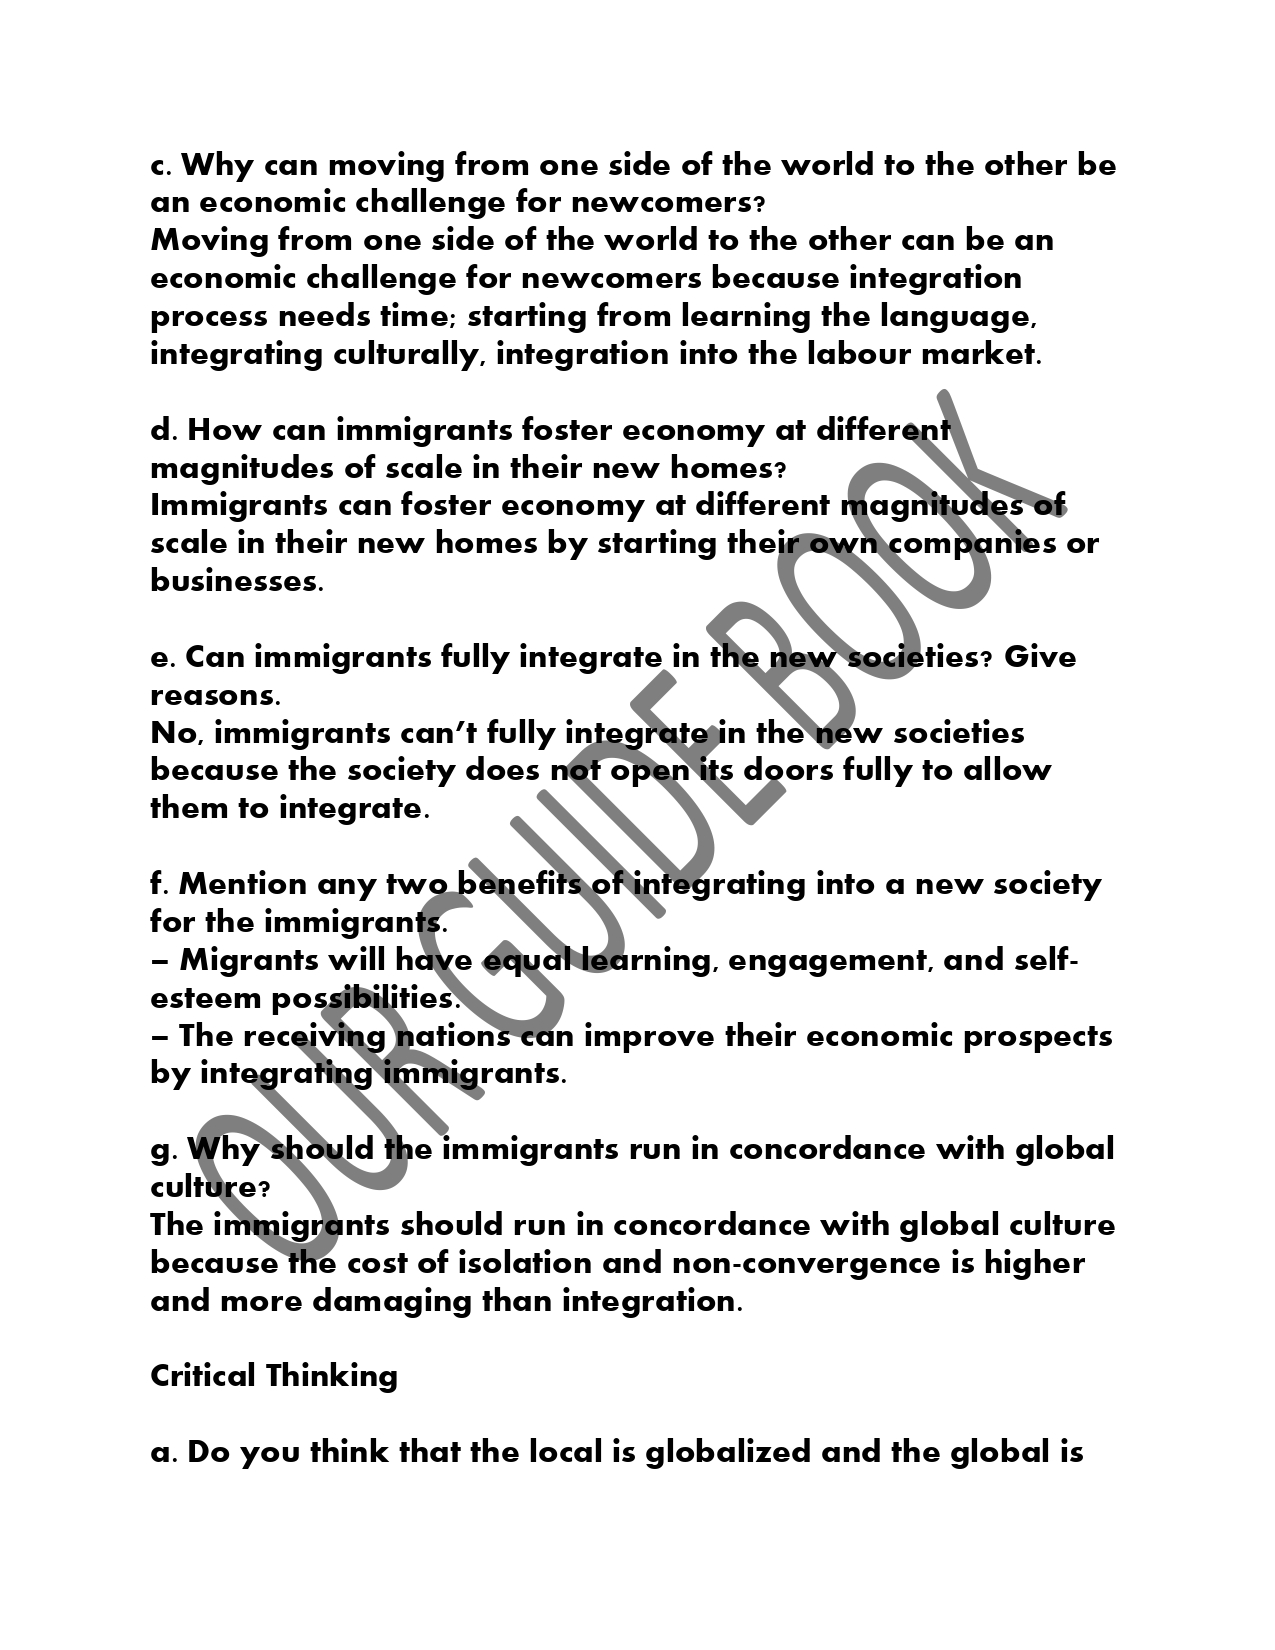 c. Why can moving from one side of the world to the other be
an economic challenge for newcomers?
Moving from one side of the world to the other can be an
economic challenge for newcomers because integration
process needs time; starting from learning the language,
integrating culturally, integration into the labour market.
d. How can immigrants foster economy at different
magnitudes of scale in their new homes?
Immigrants can foster economy at different magnitudes of
scale in their new homes by starting their own companies or
businesses.
e. Can immigrants fully integrate in the new societies? Give
reasons.
No, immigrants can’t fully integrate in the new societies
because the society does not open its doors fully to allow
them to integrate.
f. Mention any two benefits of integrating into a new society
for the immigrants.
– Migrants will have equal learning, engagement, and self-
esteem possibilities.
– The receiving nations can improve their economic prospects
by integrating immigrants.
g. Why should the immigrants run in concordance with global
culture?
The immigrants should run in concordance with global culture
because the cost of isolation and non-convergence is higher
and more damaging than integration.
Critical Thinking
a. Do you think that the local is globalized and the global is
OUR GUIDE BOOK